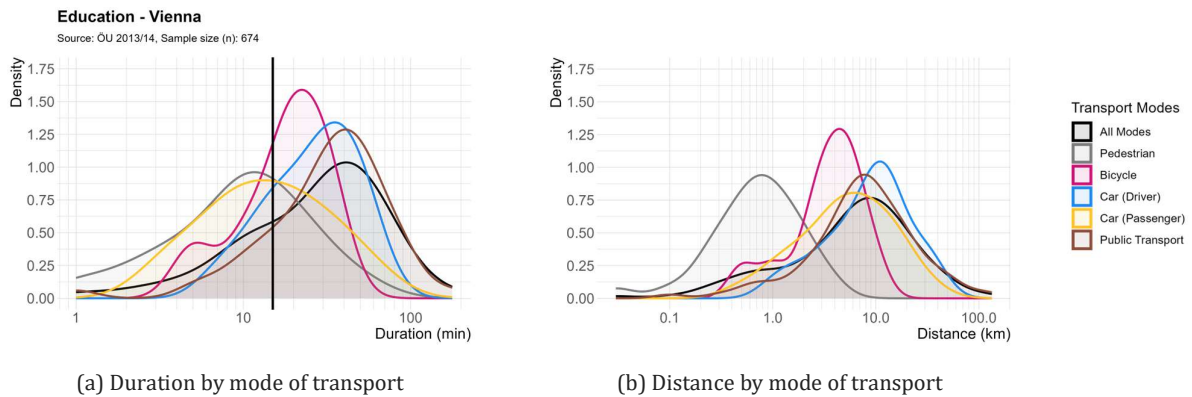 Education - Vienna
Source: ÖU 2013/14, Sample size (n): 674
Density
1.75
1.50
1.25
1.00
0.75
0.50
0.25
0.00
1
10
100
Duration (min)
(a) Duration by mode of transport
Density
1.75
1.50
1.25
1.00
0.75
0.50
0.25
0.00
0.1
1.0
10.0
100.0
Distance (km)
(b) Distance by mode of transport
Transport Modes
All Modes
Pedestrian
Bicycle
Car (Driver)
Car (Passenger)
Public Transport